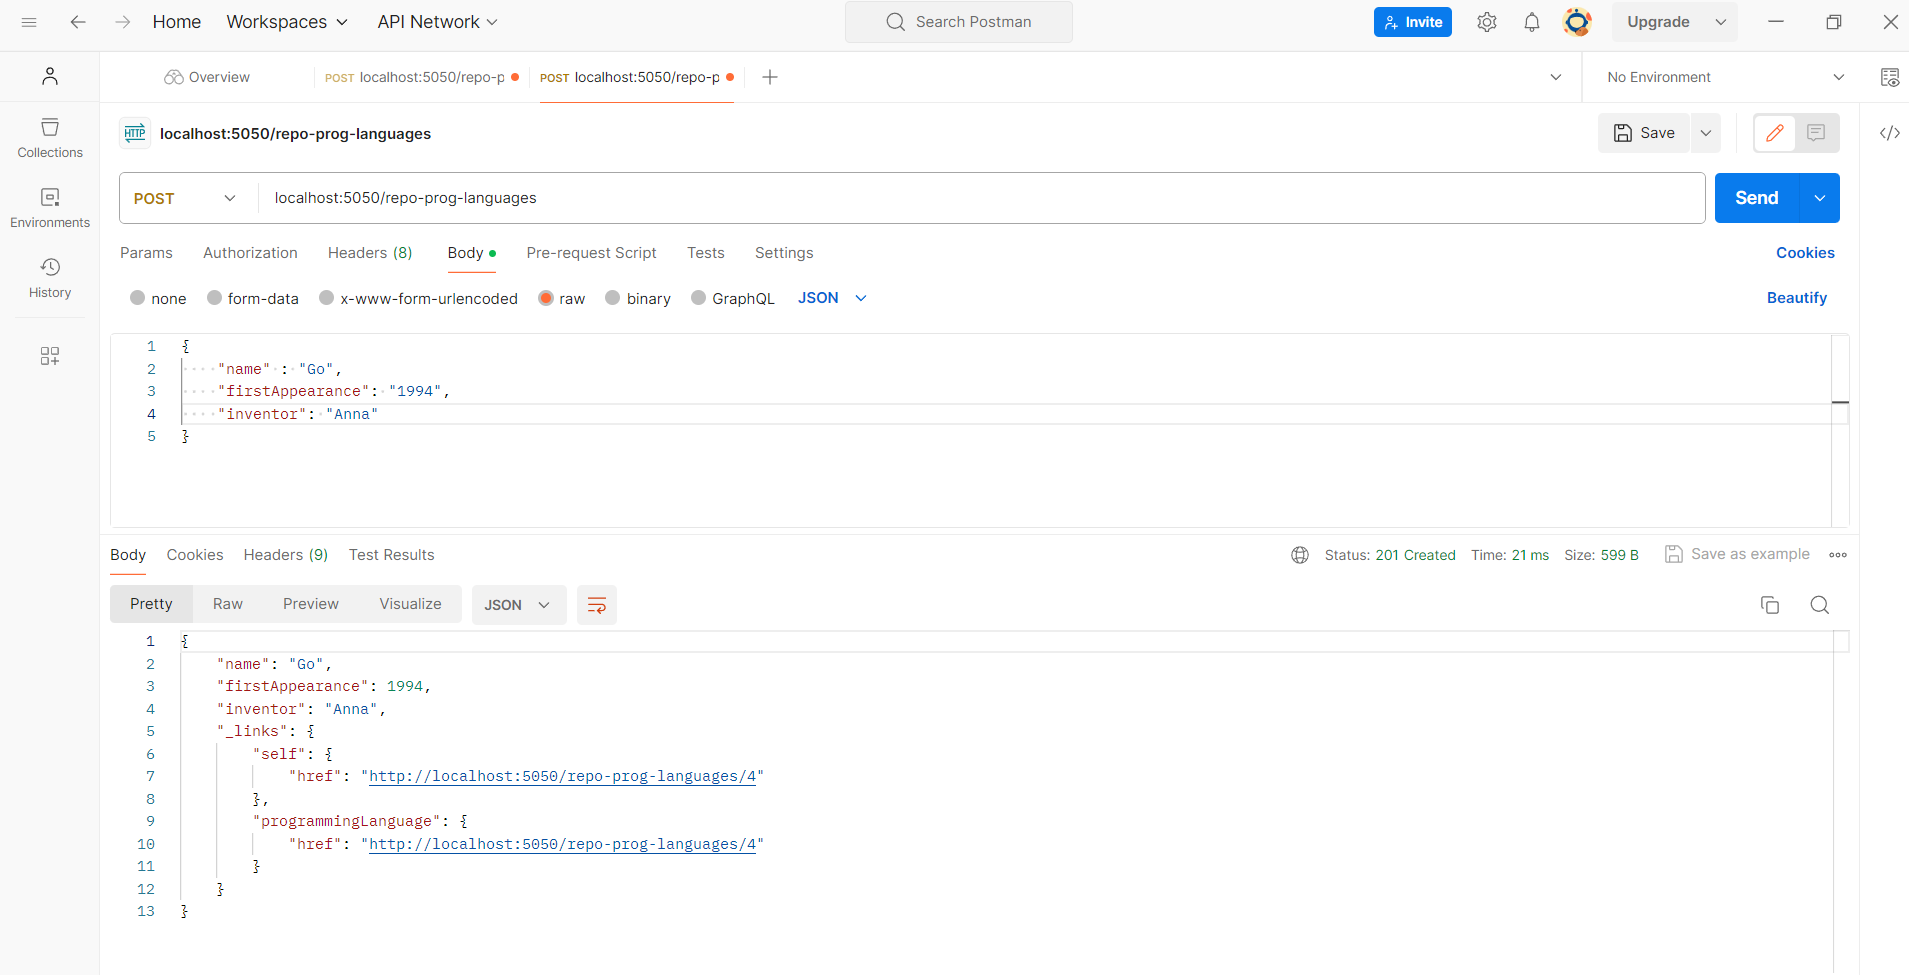 Home Workspaces API Network Search Postman Invite Upgrade
Overview POST localhost:5050/repo-p POST localhost:5050/repo-p No Environment
HTTP localhost:5050/repo-prog-languages Save
Collections
POST localhost:5050/repo-prog-languages Send
Environments
Params Authorization Headers (8) Body Pre-request Script Tests Settings Cookies
History
none form-data x-www-form-urlencoded raw binary GraphQL JSON Beautify
1 {
2 "name" : "Go",
3 "firstAppearance": "1994",
4 "inventor": "Anna"
5 }
Body Cookies Headers (9) Test Results Status: 201 Created Time: 21 ms Size: 599 B Save as example
Pretty Raw Preview Visualize JSON
1 {
2 "name": "Go",
3 "firstAppearance": 1994,
4 "inventor": "Anna",
5 "_links": {
6 "self": {
7 "href": "http://localhost:5050/repo-prog-languages/4"
8 },
9 "programmingLanguage": {
10 "href": "http://localhost:5050/repo-prog-languages/4"
11 }
12 }
13 }